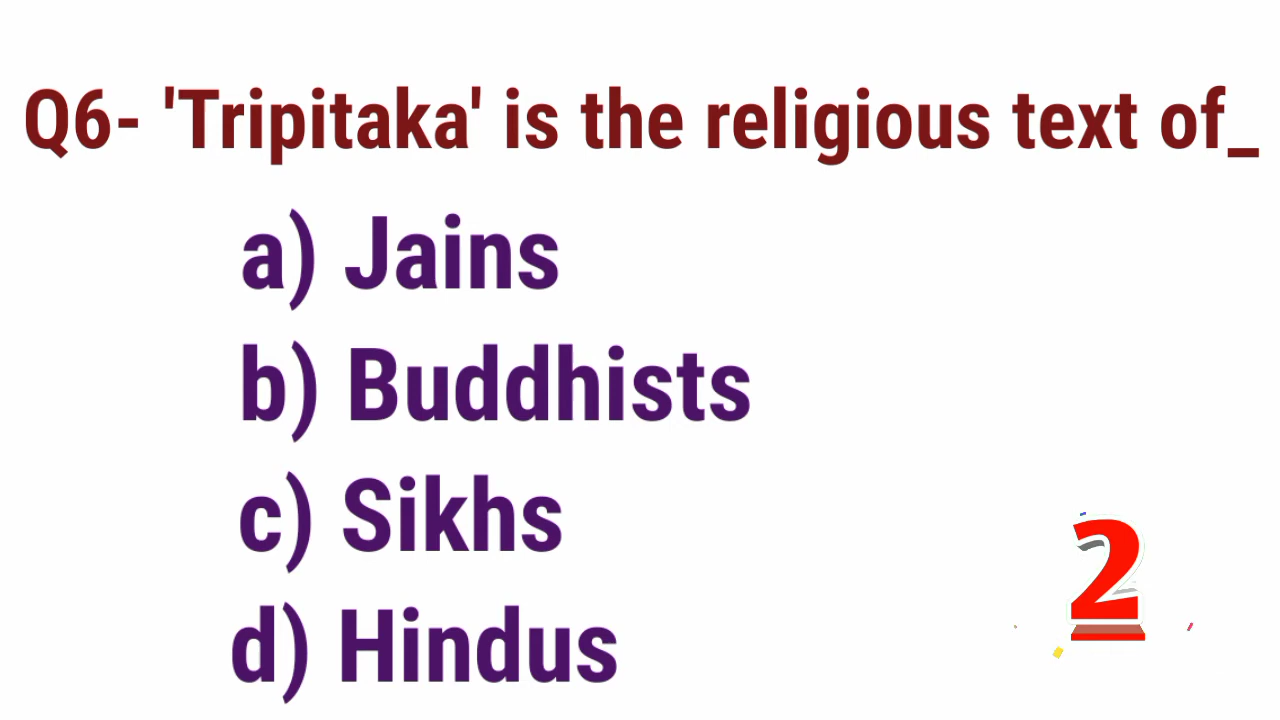 Q6- 'Tripitaka' is the religious text of_
a) Jains
b) Buddhists
c) Sikhs
d) Hindus
2